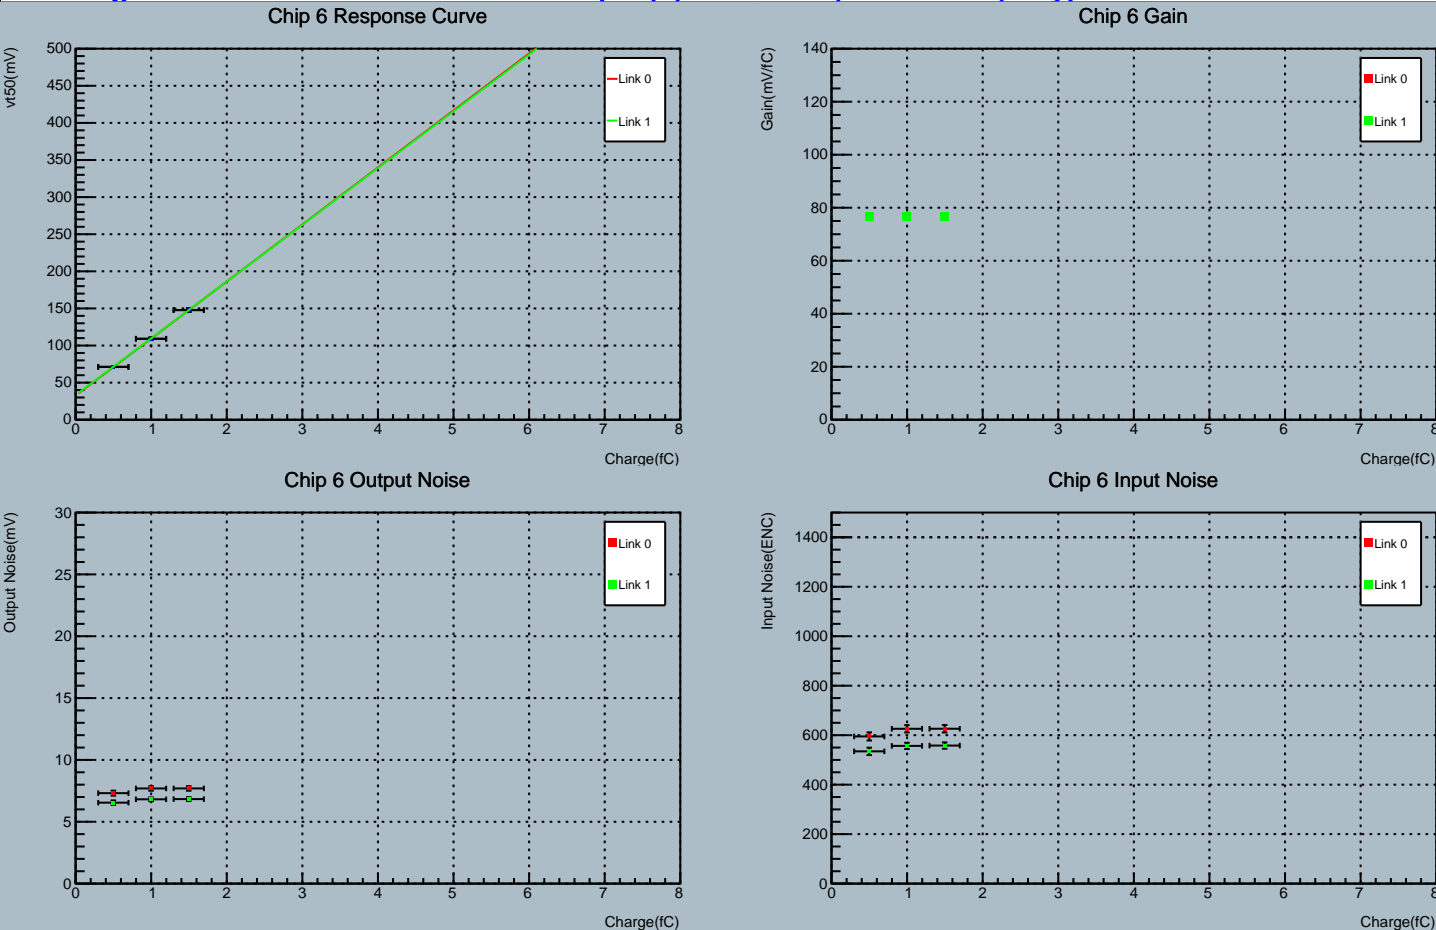 Chip 6 Response Curve
vt50(mV)
500
450
400
350
300
250
200
150
100
50
0
0 1 2 3 4 5 6 7 8
Charge(fC)
Link 0
Link 1
Chip 6 Gain
Gain(mV/fC)
140
120
100
80
60
40
20
0
0 1 2 3 4 5 6 7 8
Charge(fC)
Link 0
Link 1
Chip 6 Output Noise
Output Noise(mV)
30
25
20
15
10
5
0
0 1 2 3 4 5 6 7 8
Charge(fC)
Link 0
Link 1
Chip 6 Input Noise
Input Noise(ENC)
1400
1200
1000
800
600
400
200
0
0 1 2 3 4 5 6 7 8
Charge(fC)
Link 0
Link 1